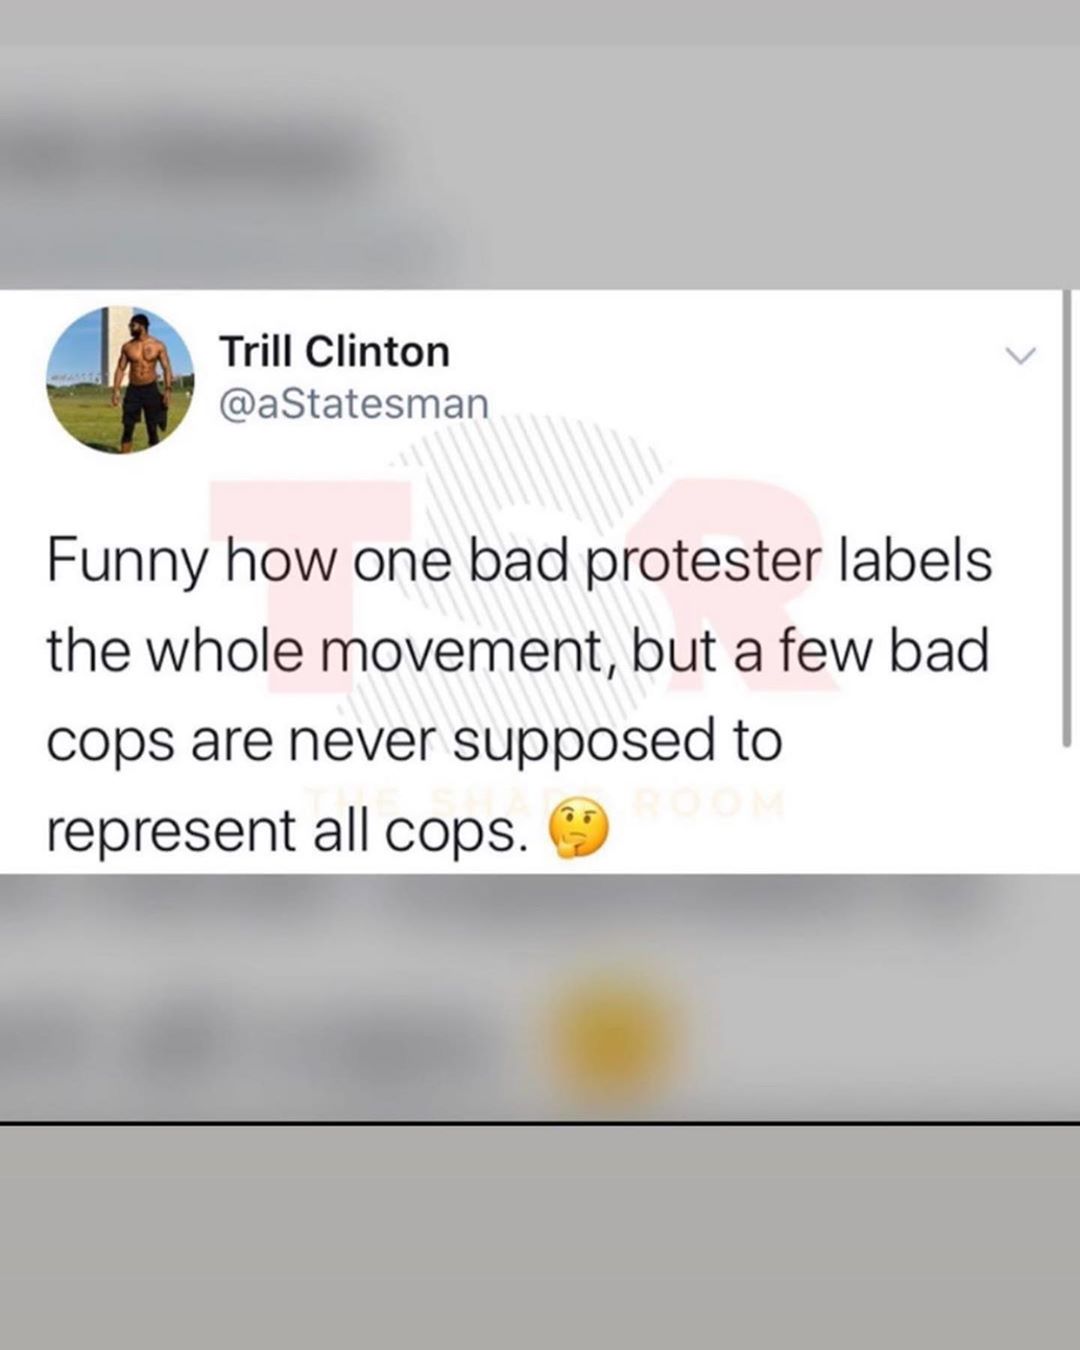 Trill Clinton
@aStatesman
TSR
Funny how one bad protester labels
the whole movement, but a few bad
cops are never supposed to
represent all cops. 🤔
THE SHADE ROOM